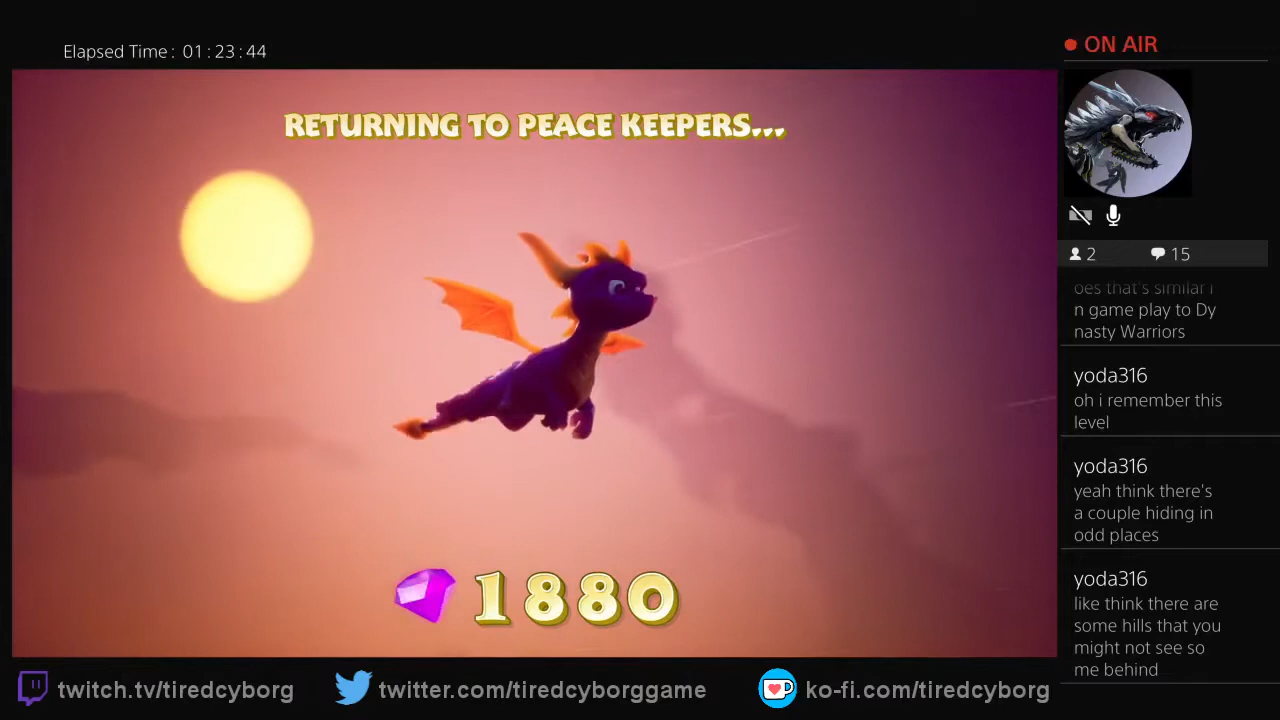 Elapsed Time: 01:23:44
ON AIR
RETURNING TO PEACE KEEPERS...
1880
2 15
oes that's similar i
n game play to Dy
nasty Warriors
yoda316
oh i remember this
level
yoda316
yeah think there's
a couple hiding in
odd places
yoda316
like think there are
some hills that you
might not see so
me behind
twitch.tv/tiredcyborg
twitter.com/tiredcyborggame
ko-fi.com/tiredcyborg